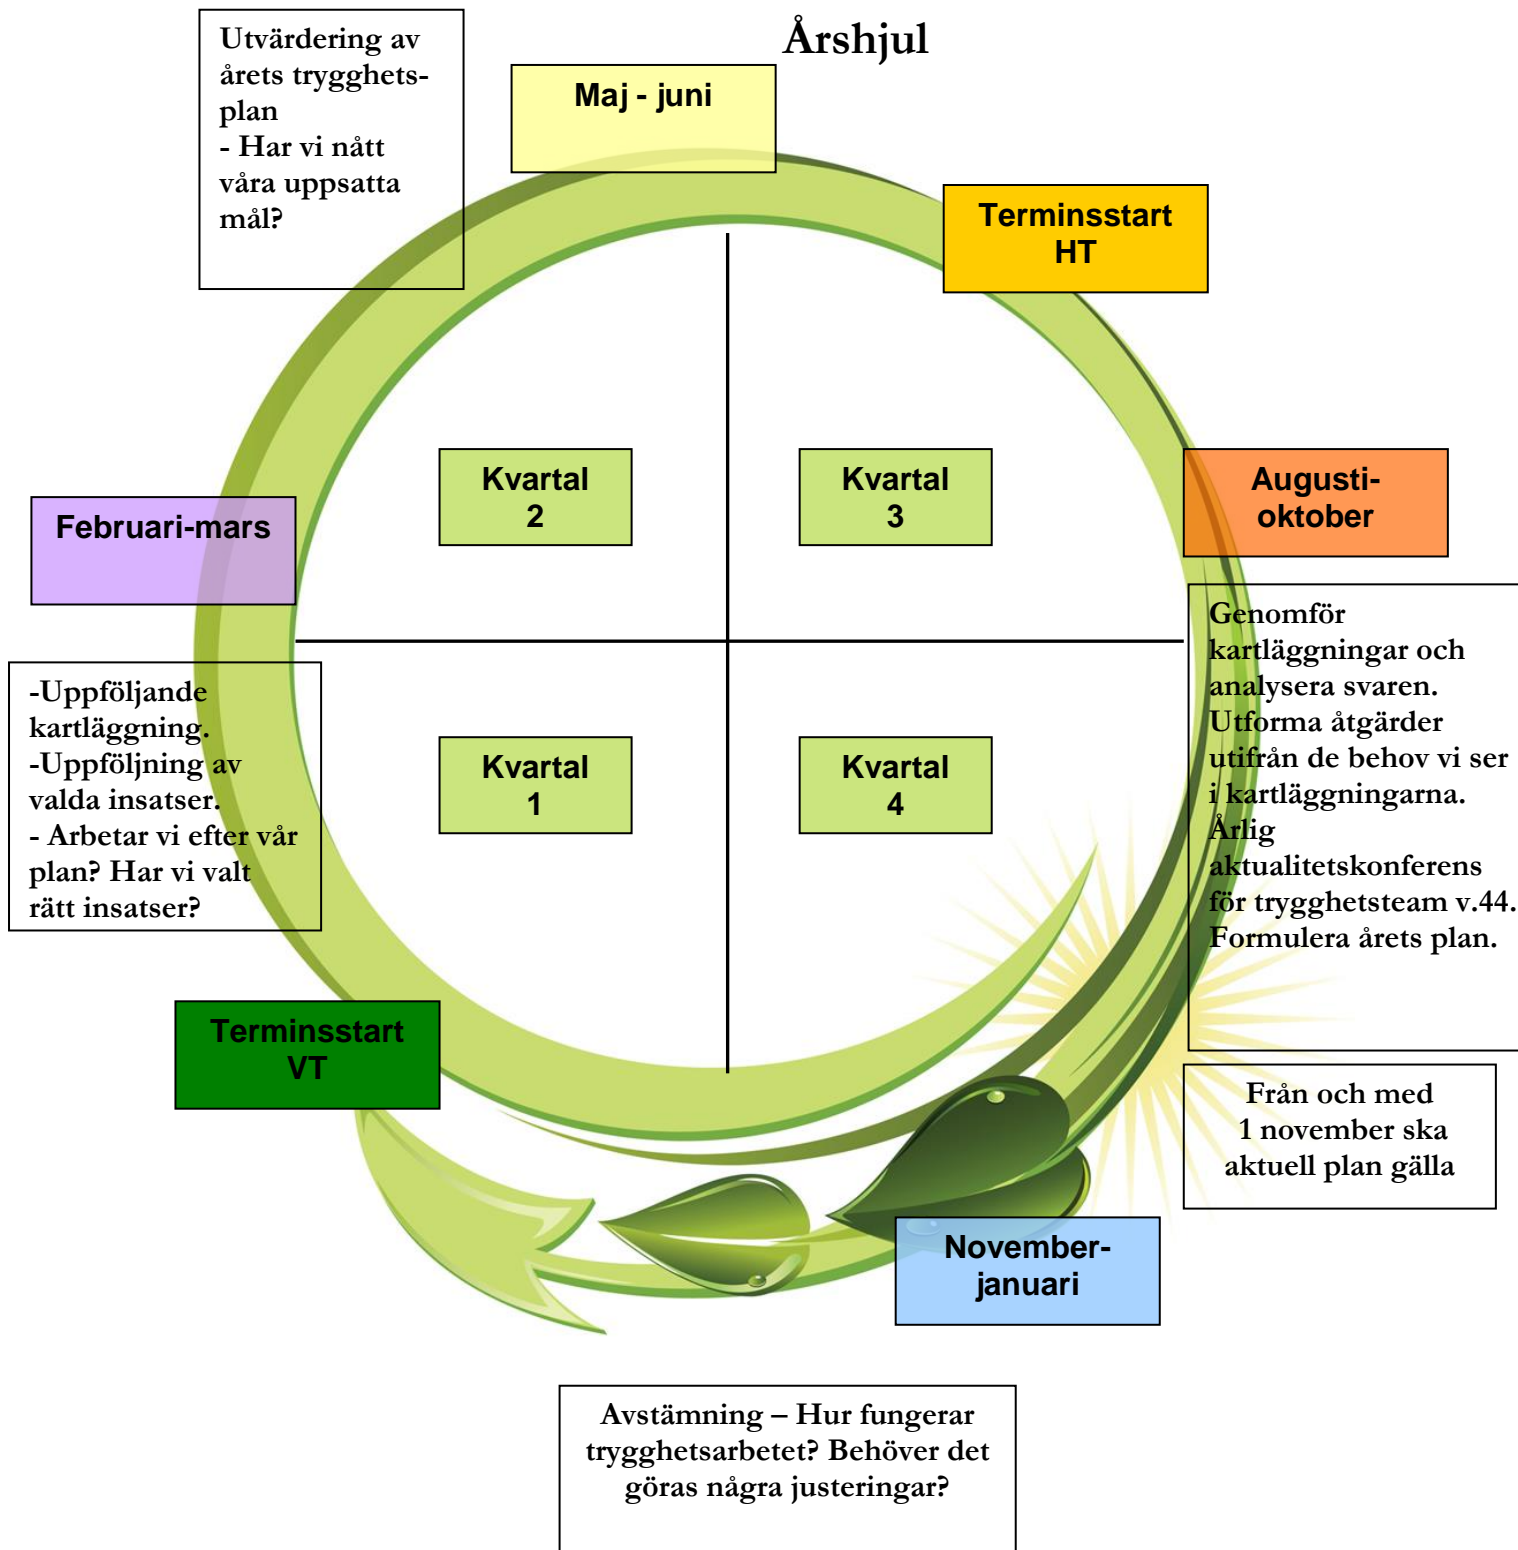 Årshjul
Utvärdering av
årets trygghets-
plan
- Har vi nått
våra uppsatta
mål?
Maj - juni
Terminsstart
HT
Kvartal
2
Kvartal
3
Augusti-
oktober
Februari-mars
Genomför
kartläggningar och
analysera svaren.
Utforma åtgärder
utifrån de behov vi ser
i kartläggningarna.
Årlig
aktualitetskonferens
för trygghetsteam v.44.
Formulera årets plan.
-Uppföljande
kartläggning.
-Uppföljning av
valda insatser.
- Arbetar vi efter vår
plan? Har vi valt
rätt insatser?
Kvartal
1
Kvartal
4
Terminsstart
VT
Från och med
1 november ska
aktuell plan gälla
November-
januari
Avstämning – Hur fungerar
trygghetsarbetet? Behöver det
göras några justeringar?